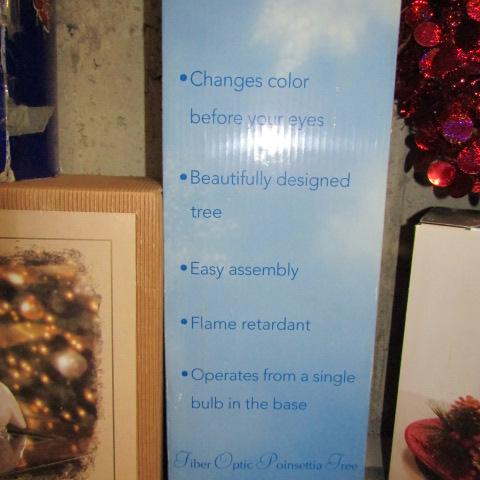 •Changes color
before your eyes
•Beautifully designed
tree
•Easy assembly
•Flame retardant
•Operates from a single
bulb in the base
Fiber Optic Poinsettia Tree